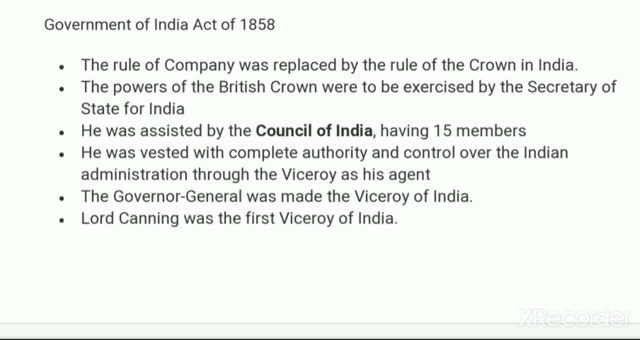 Government of India Act of 1858
• The rule of Company was replaced by the rule of the Crown in India.
• The powers of the British Crown were to be exercised by the Secretary of
State for India
• He was assisted by the Council of India, having 15 members
• He was vested with complete authority and control over the Indian
administration through the Viceroy as his agent
• The Governor-General was made the Viceroy of India.
• Lord Canning was the first Viceroy of India.
XRecorder